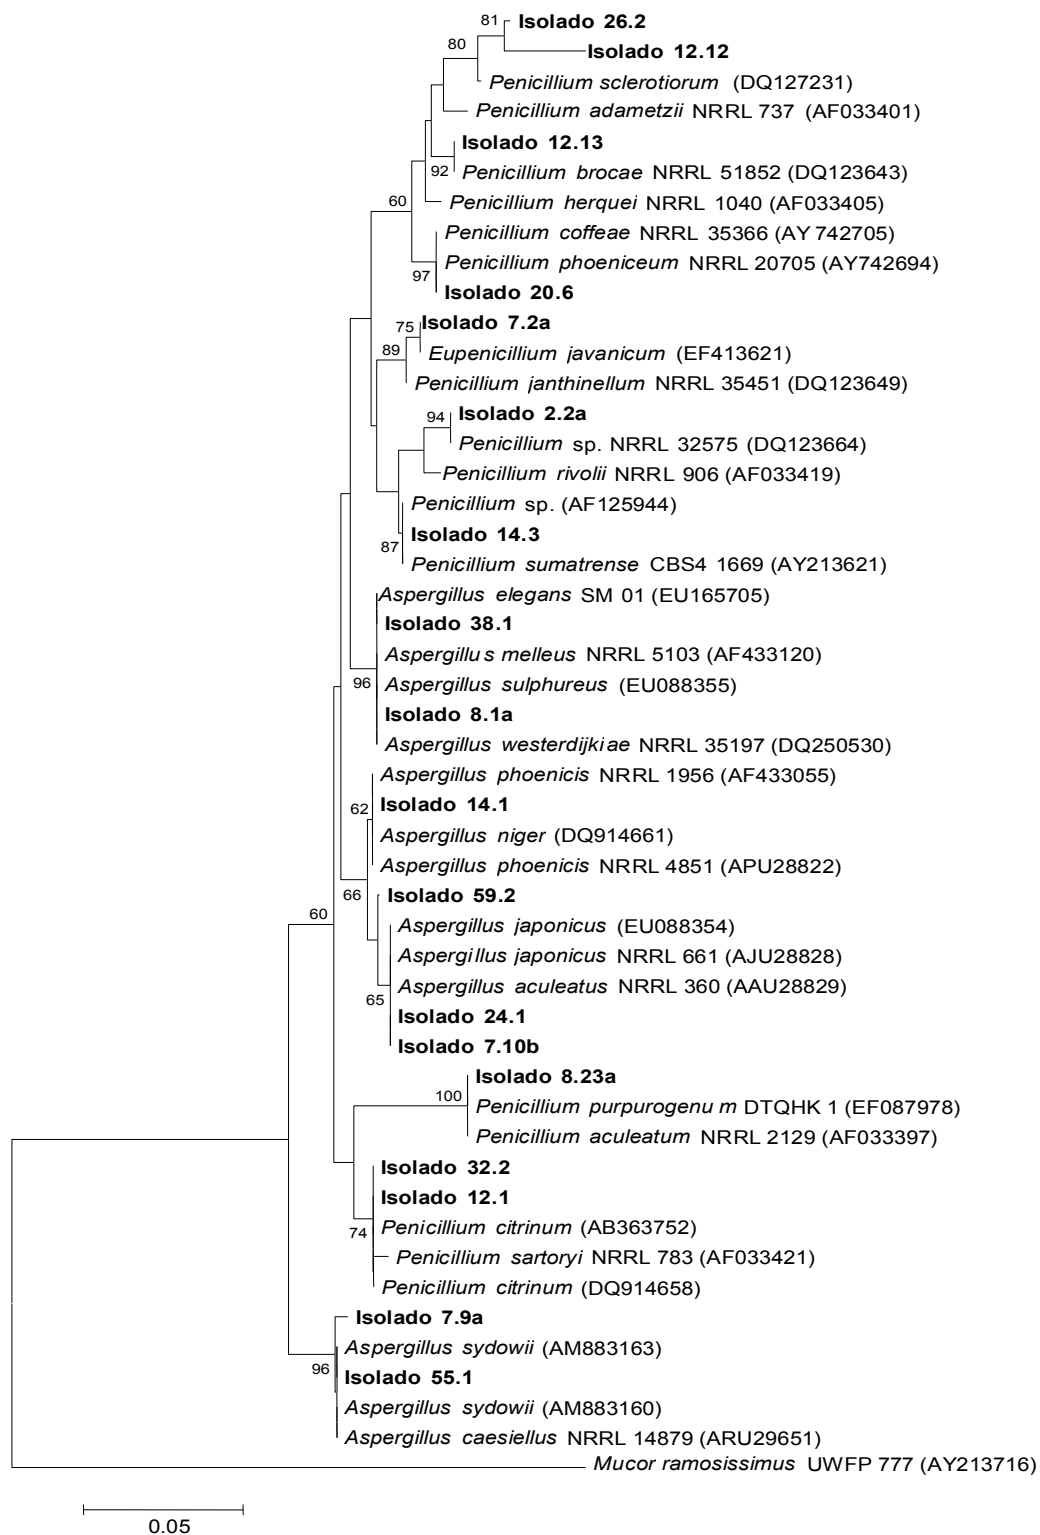 81
Isolado 26.2
80
Isolado 12.12
Penicillium sclerotiorum (DQ127231)
Penicillium adametzii NRRL 737 (AF033401)
Isolado 12.13
92
Penicillium brocae NRRL 51852 (DQ123643)
60
Penicillium herquei NRRL 1040 (AF033405)
Penicillium coffeae NRRL 35366 (AY 742705)
Penicillium phoeniceum NRRL 20705 (AY742694)
97
Isolado 20.6
75
Isolado 7.2a
89
Eupenicillium javanicum (EF413621)
Penicillium janthinellum NRRL 35451 (DQ123649)
94
Isolado 2.2a
Penicillium sp. NRRL 32575 (DQ123664)
Penicillium rivolii NRRL 906 (AF033419)
Penicillium sp. (AF125944)
Isolado 14.3
87
Penicillium sumatrense CBS4 1669 (AY213621)
Aspergillus elegans SM 01 (EU165705)
Isolado 38.1
Aspergillus melleus NRRL 5103 (AF433120)
96
Aspergillus sulphureus (EU088355)
Isolado 8.1a
Aspergillus westerdijkiae NRRL 35197 (DQ250530)
Aspergillus phoenicis NRRL 1956 (AF433055)
62
Isolado 14.1
Aspergillus niger (DQ914661)
Aspergillus phoenicis NRRL 4851 (APU28822)
66
Isolado 59.2
60
Aspergillus japonicus (EU088354)
Aspergillus japonicus NRRL 661 (AJU28828)
Aspergillus aculeatus NRRL 360 (AAU28829)
65
Isolado 24.1
Isolado 7.10b
Isolado 8.23a
100
Penicillium purpurogenu m DTQHK 1 (EF087978)
Penicillium aculeatum NRRL 2129 (AF033397)
Isolado 32.2
Isolado 12.1
Penicillium citrinum (AB363752)
74
Penicillium sartoryi NRRL 783 (AF033421)
Penicillium citrinum (DQ914658)
Isolado 7.9a
Aspergillus sydowii (AM883163)
96
Isolado 55.1
Aspergillus sydowii (AM883160)
Aspergillus caesiellus NRRL 14879 (ARU29651)
Mucor ramosissimus UWFP 777 (AY213716)
0.05